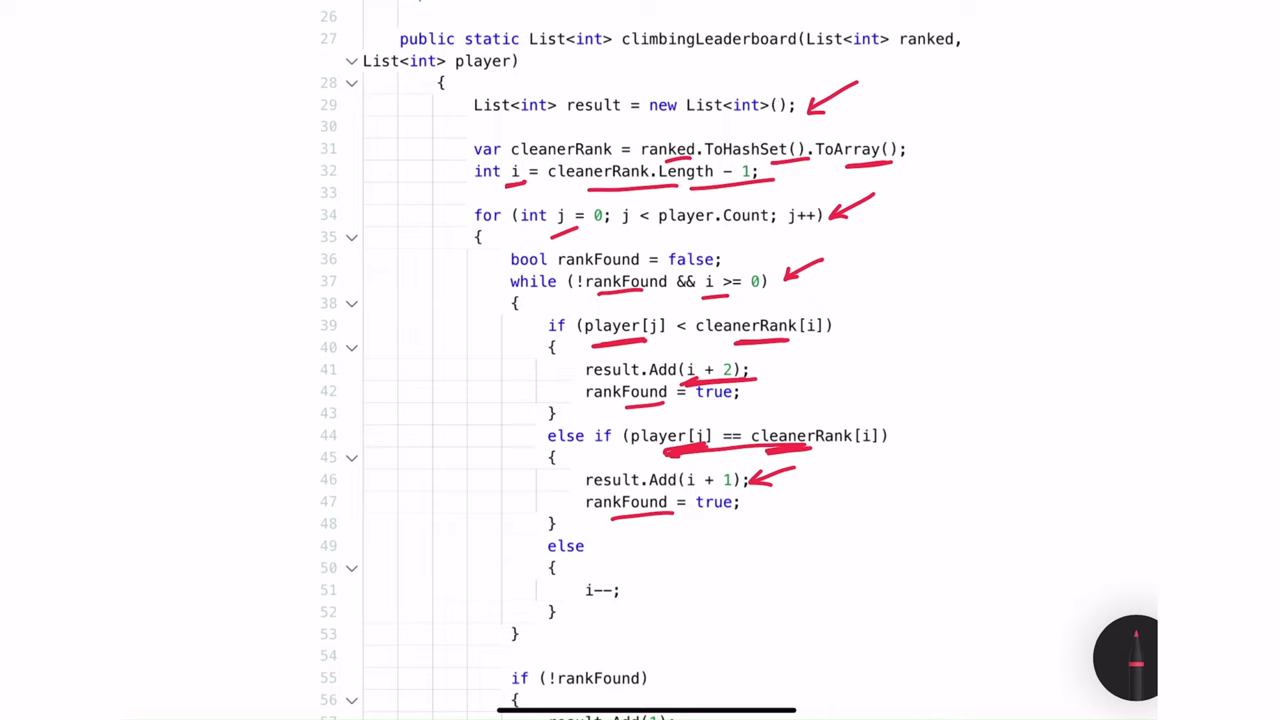 26
27 public static List<int> climbingLeaderboard(List<int> ranked,
List<int> player)
28 {
29 List<int> result = new List<int>();
30
31 var cleanerRank = ranked.ToHashSet().ToArray();
32 int i = cleanerRank.Length - 1;
33
34 for (int j = 0; j < player.Count; j++)
35 {
36 bool rankFound = false;
37 while (!rankFound && i >= 0)
38 {
39 if (player[j] < cleanerRank[i])
40 {
41 result.Add(i + 2);
42 rankFound = true;
43 }
44 else if (player[j] == cleanerRank[i])
45 {
46 result.Add(i + 1);
47 rankFound = true;
48 }
49 else
50 {
51 i--;
52 }
53 }
54
55 if (!rankFound)
56 {
result.Add(1);